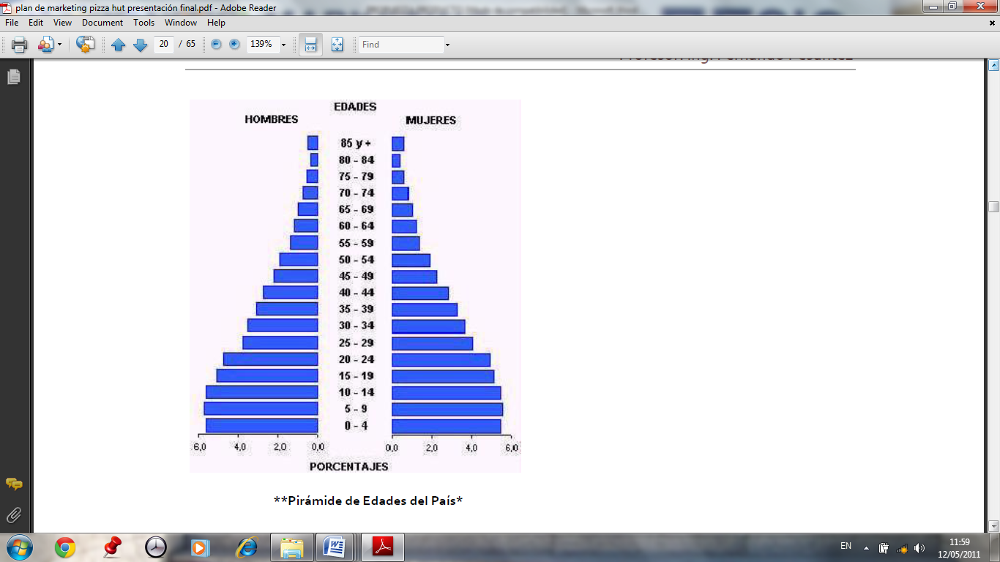 plan de marketing pizza hut presentación final.pdf - Adobe Reader
File Edit View Document Tools Window Help
20 / 65 139% Find
EDADES
HOMBRES MUJERES
85 y +
80 - 84
75 - 79
70 - 74
65 - 69
60 - 64
55 - 59
50 - 54
45 - 49
40 - 44
35 - 39
30 - 34
25 - 29
20 - 24
15 - 19
10 - 14
5 - 9
0 - 4
6,0 4,0 2,0 0,0 0,0 2,0 4,0 6,0
PORCENTAJES
**Pirámide de Edades del País*
EN 11:59
12/05/2011